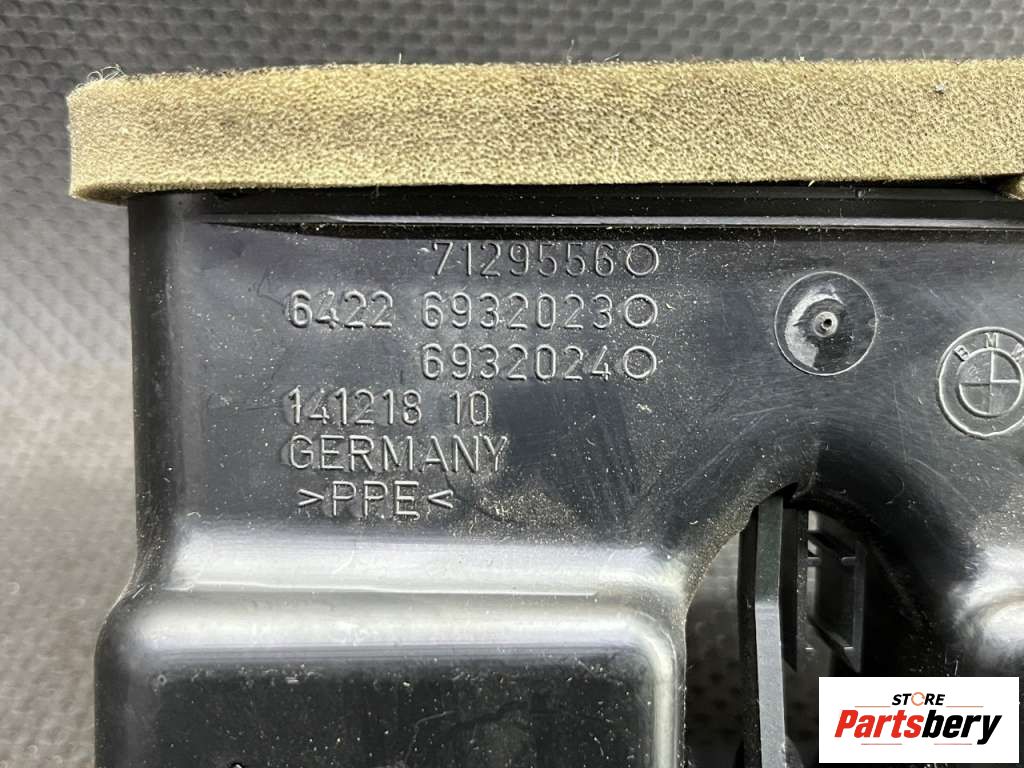 7129556
6422 6932023
6932024
141218 10
GERMANY
>PPE<
BMW
STORE
Partsbery